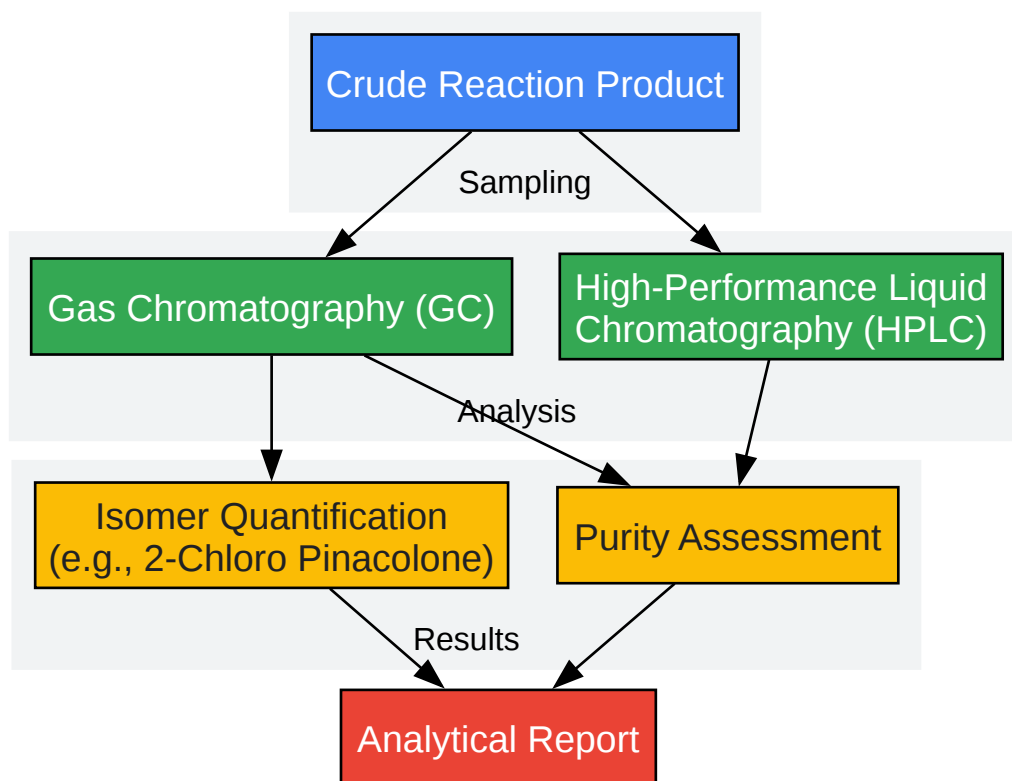 Crude Reaction Product
Sampling
Gas Chromatography (GC)
High-Performance Liquid
Chromatography (HPLC)
Analysis
Isomer Quantification
(e.g., 2-Chloro Pinacolone)
Purity Assessment
Results
Analytical Report